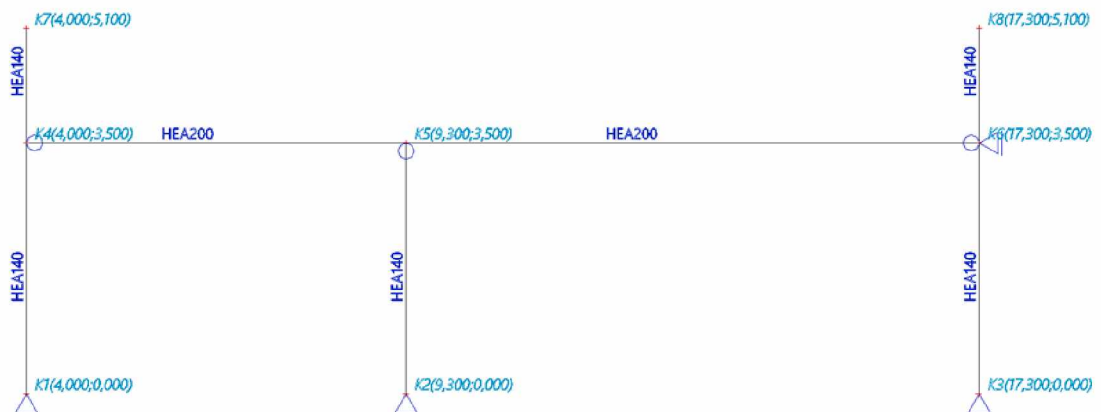 K7(4,000;5,100)
K8(17,300;5,100)
HEA140
HEA140
K4(4,000;3,500)
HEA200
K5(9,300;3,500)
HEA200
K6(17,300;3,500)
HEA140
HEA140
HEA140
K1(4,000;0,000)
K2(9,300;0,000)
K3(17,300;0,000)